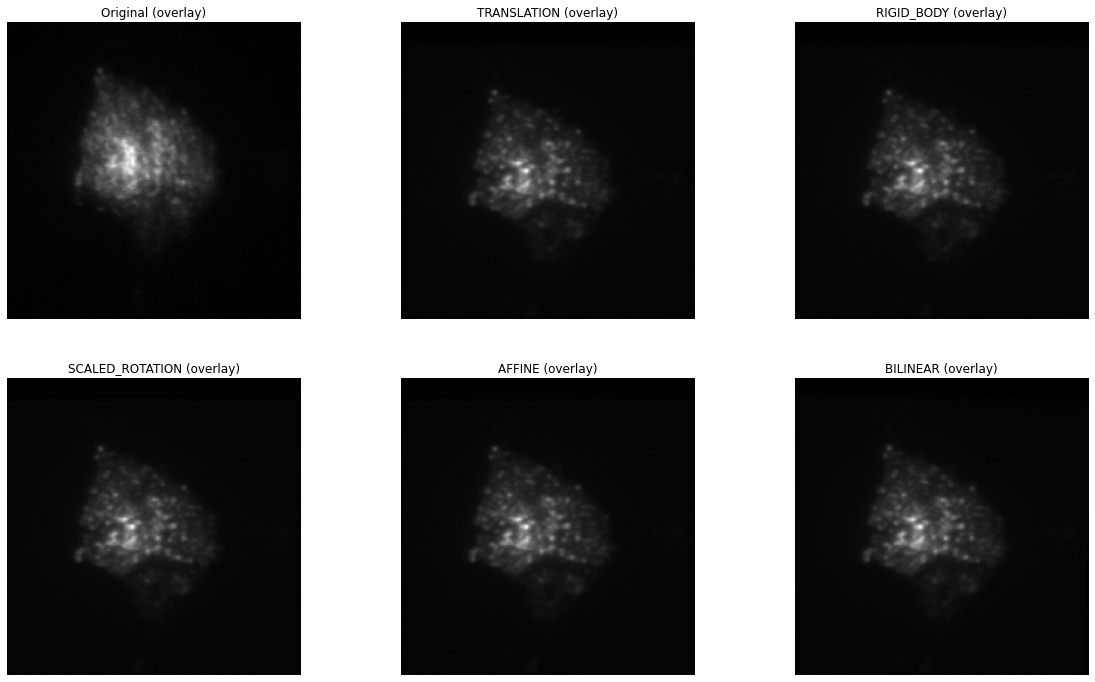 Original (overlay)
TRANSLATION (overlay)
RIGID_BODY (overlay)
SCALED_ROTATION (overlay)
AFFINE (overlay)
BILINEAR (overlay)